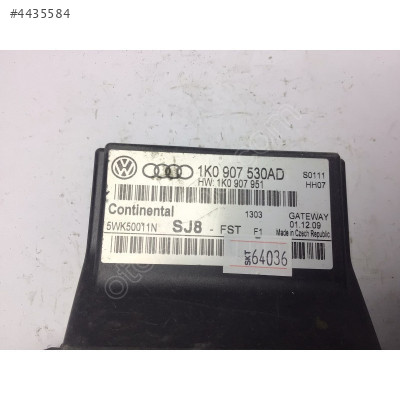 #4435584
1K0 907 530AD
HW: 1K0 907 951
S0111
HH07
Continental
1303
GATEWAY
01.12.09
5WK50011N
SJ8 - FST F1
Made in Czech Republic
SKT
64036